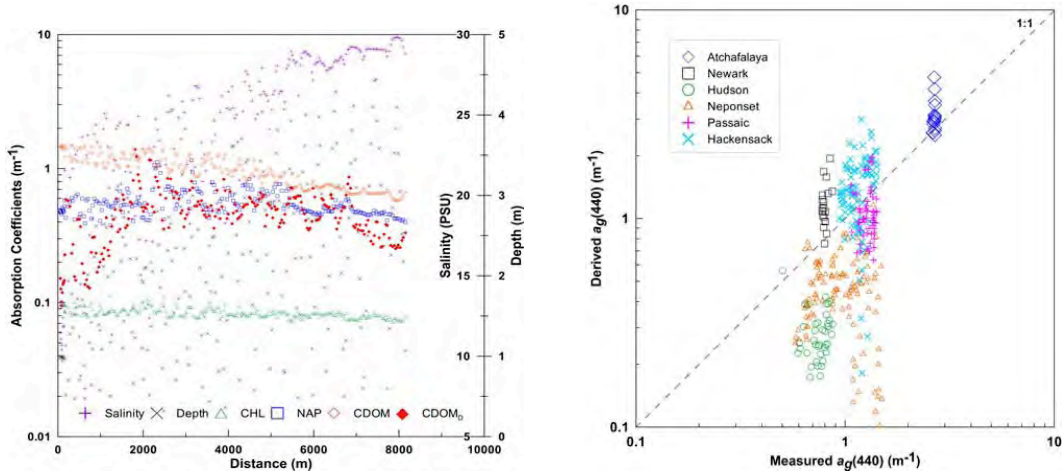 10
1
0.1
0.01
Absorption Coefficients (m⁻¹)
30
25
20
15
10
5
Salinity (PSU)
5
4
3
2
1
0
Depth (m)
Salinity Depth CHL NAP CDOM CDOM_D
0 2000 4000 6000 8000 10000
Distance (m)
10
1
0.1
Derived a_g(440) (m⁻¹)
1:1
Atchafalaya
Newark
Hudson
Neponset
Passaic
Hackensack
0.1 1 10
Measured a_g(440) (m⁻¹)